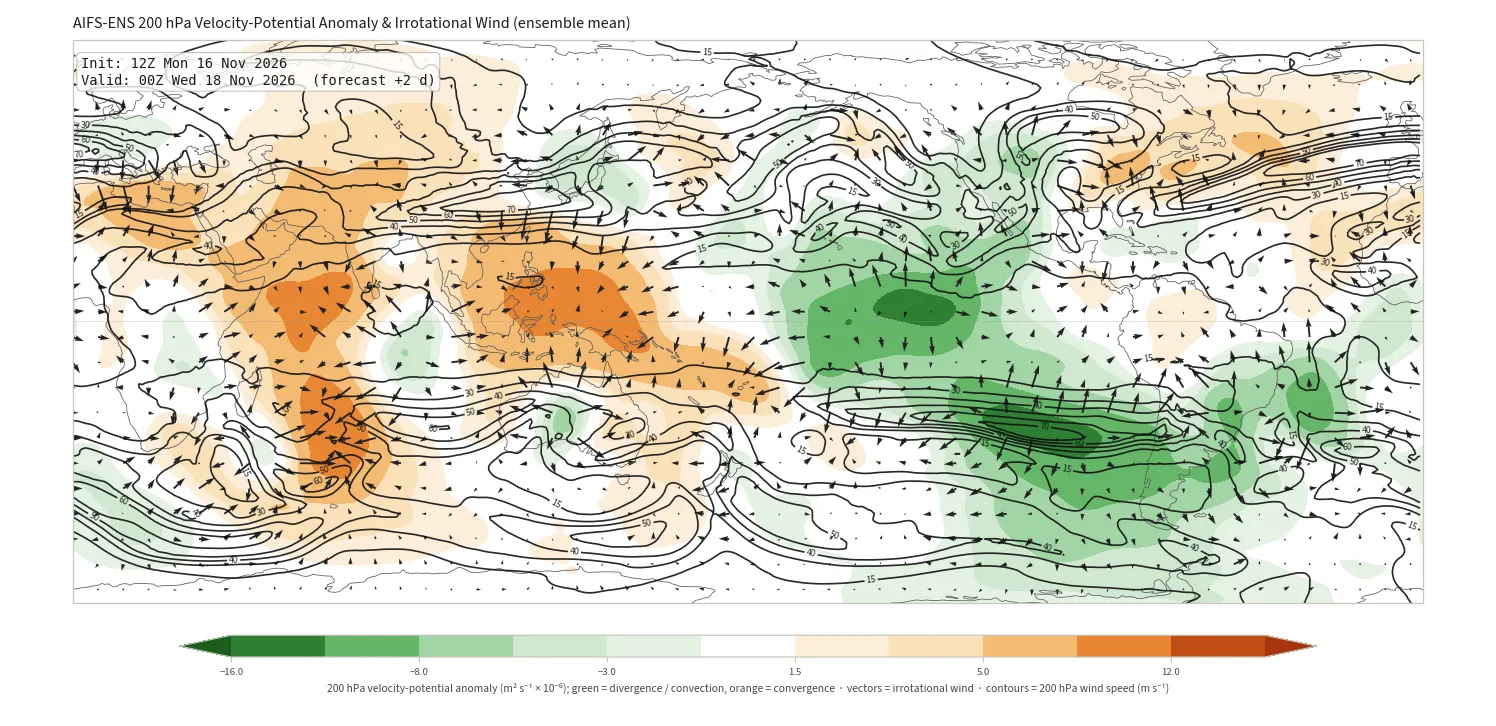 AIFS-ENS 200 hPa Velocity-Potential Anomaly & Irrotational Wind (ensemble mean)
Init: 12Z Mon 16 Nov 2026
Valid: 00Z Wed 18 Nov 2026 (forecast +2 d)
−16.0 −8.0 −3.0 1.5 5.0 12.0
200 hPa velocity-potential anomaly (m² s⁻¹ × 10⁻⁶); green = divergence / convection, orange = convergence · vectors = irrotational wind · contours = 200 hPa wind speed (m s⁻¹)